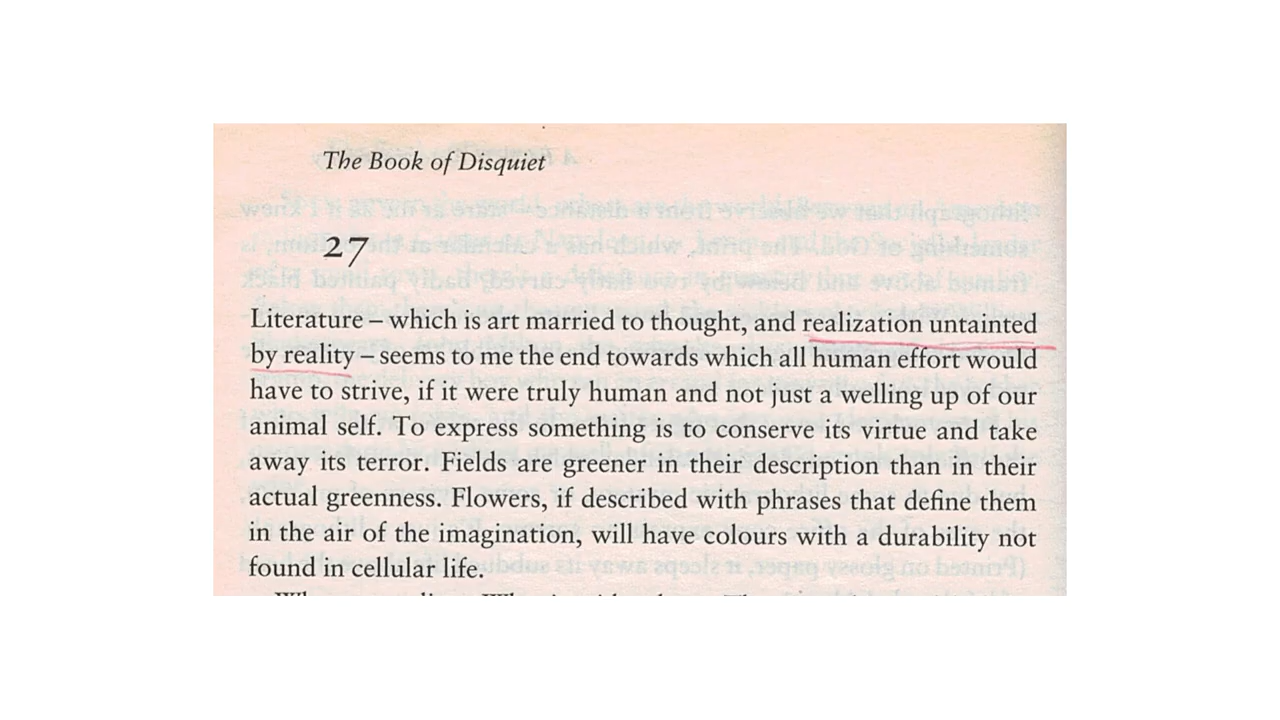 The Book of Disquiet
27
Literature – which is art married to thought, and realization untainted
by reality – seems to me the end towards which all human effort would
have to strive, if it were truly human and not just a welling up of our
animal self. To express something is to conserve its virtue and take
away its terror. Fields are greener in their description than in their
actual greenness. Flowers, if described with phrases that define them
in the air of the imagination, will have colours with a durability not
found in cellular life.